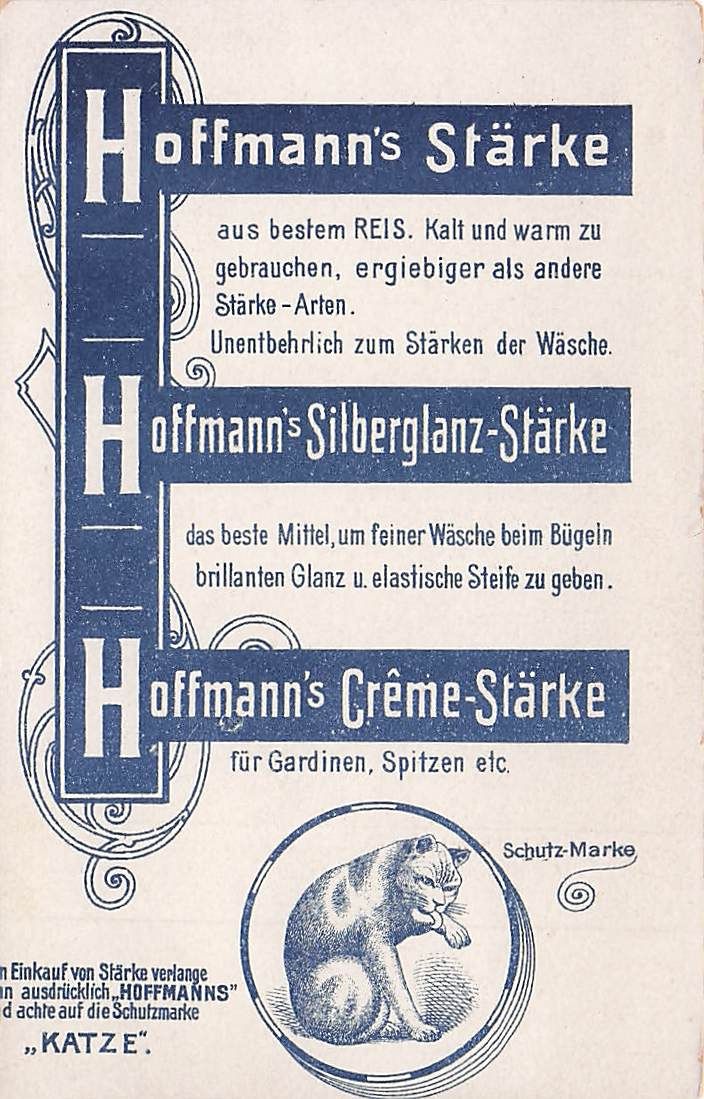 Hoffmann's Stärke
aus bestem REIS. Kalt und warm zu
gebrauchen, ergiebiger als andere
Stärke-Arten.
Unentbehrlich zum Stärken der Wäsche.
Hoffmann's Silberglanz-Stärke
das beste Mittel, um feiner Wäsche beim Bügeln
brillanten Glanz u. elastische Steife zu geben.
Hoffmann's Crême-Stärke
für Gardinen, Spitzen etc.
Schutz-Marke
n Einkauf von Stärke verlange
n ausdrücklich „HOFFMANNS"
d achte auf die Schutzmarke
„KATZE".